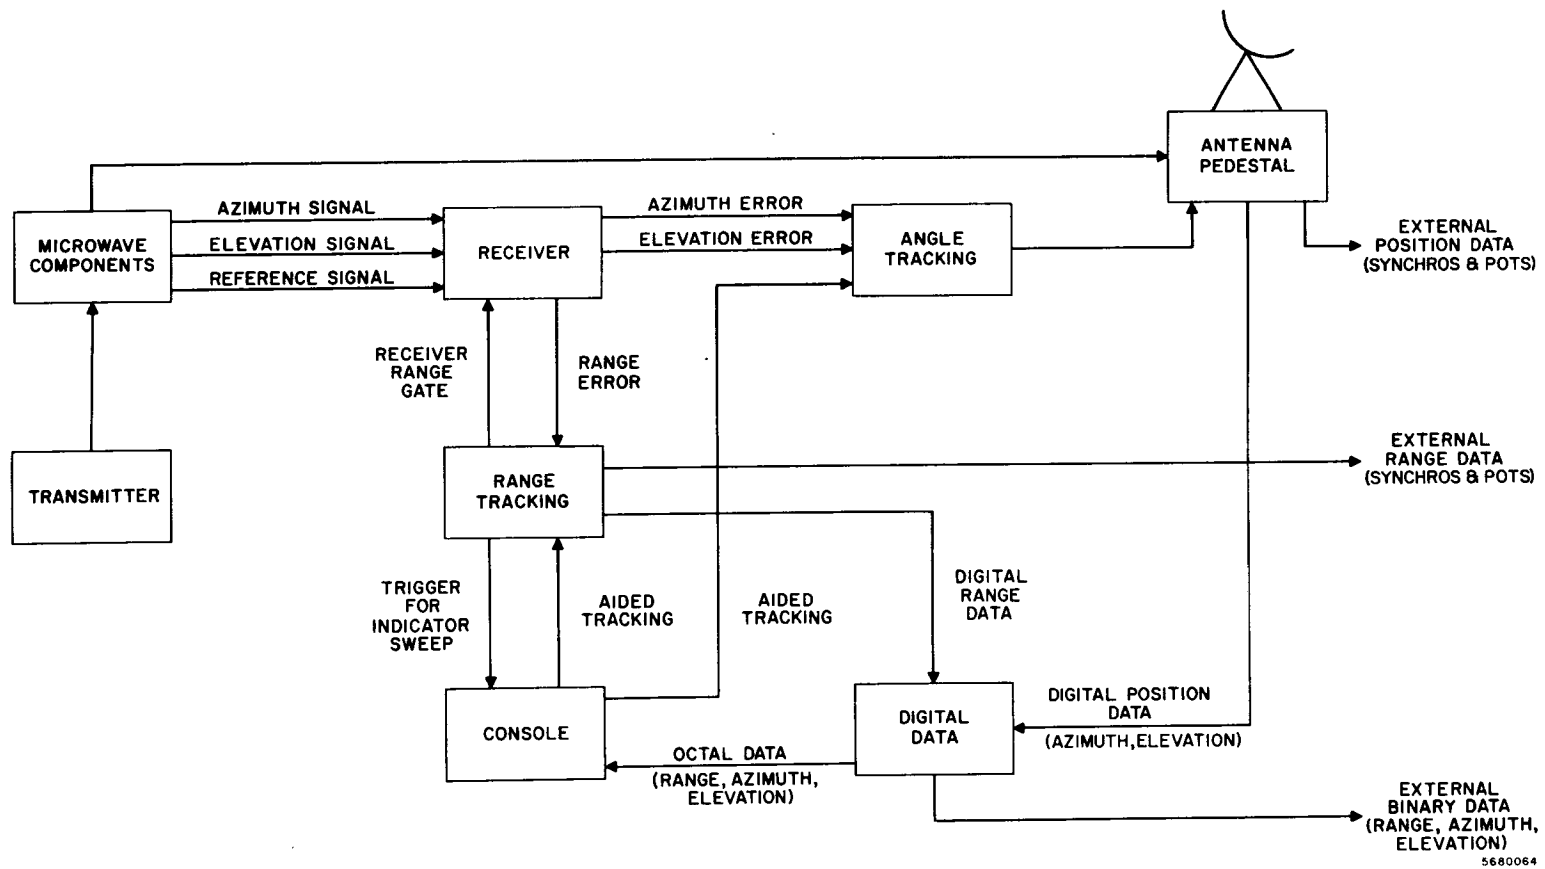 ANTENNA
PEDESTAL
AZIMUTH SIGNAL
AZIMUTH ERROR
MICROWAVE
COMPONENTS
ELEVATION SIGNAL
RECEIVER
ELEVATION ERROR
ANGLE
TRACKING
EXTERNAL
POSITION DATA
(SYNCHROS & POTS)
REFERENCE SIGNAL
RECEIVER
RANGE
GATE
RANGE
ERROR
TRANSMITTER
RANGE
TRACKING
EXTERNAL
RANGE DATA
(SYNCHROS & POTS)
TRIGGER
FOR
INDICATOR
SWEEP
AIDED
TRACKING
AIDED
TRACKING
DIGITAL
RANGE
DATA
CONSOLE
DIGITAL
DATA
DIGITAL POSITION
DATA
(AZIMUTH, ELEVATION)
OCTAL DATA
(RANGE, AZIMUTH,
ELEVATION)
EXTERNAL
BINARY DATA
(RANGE, AZIMUTH,
ELEVATION)
5680064